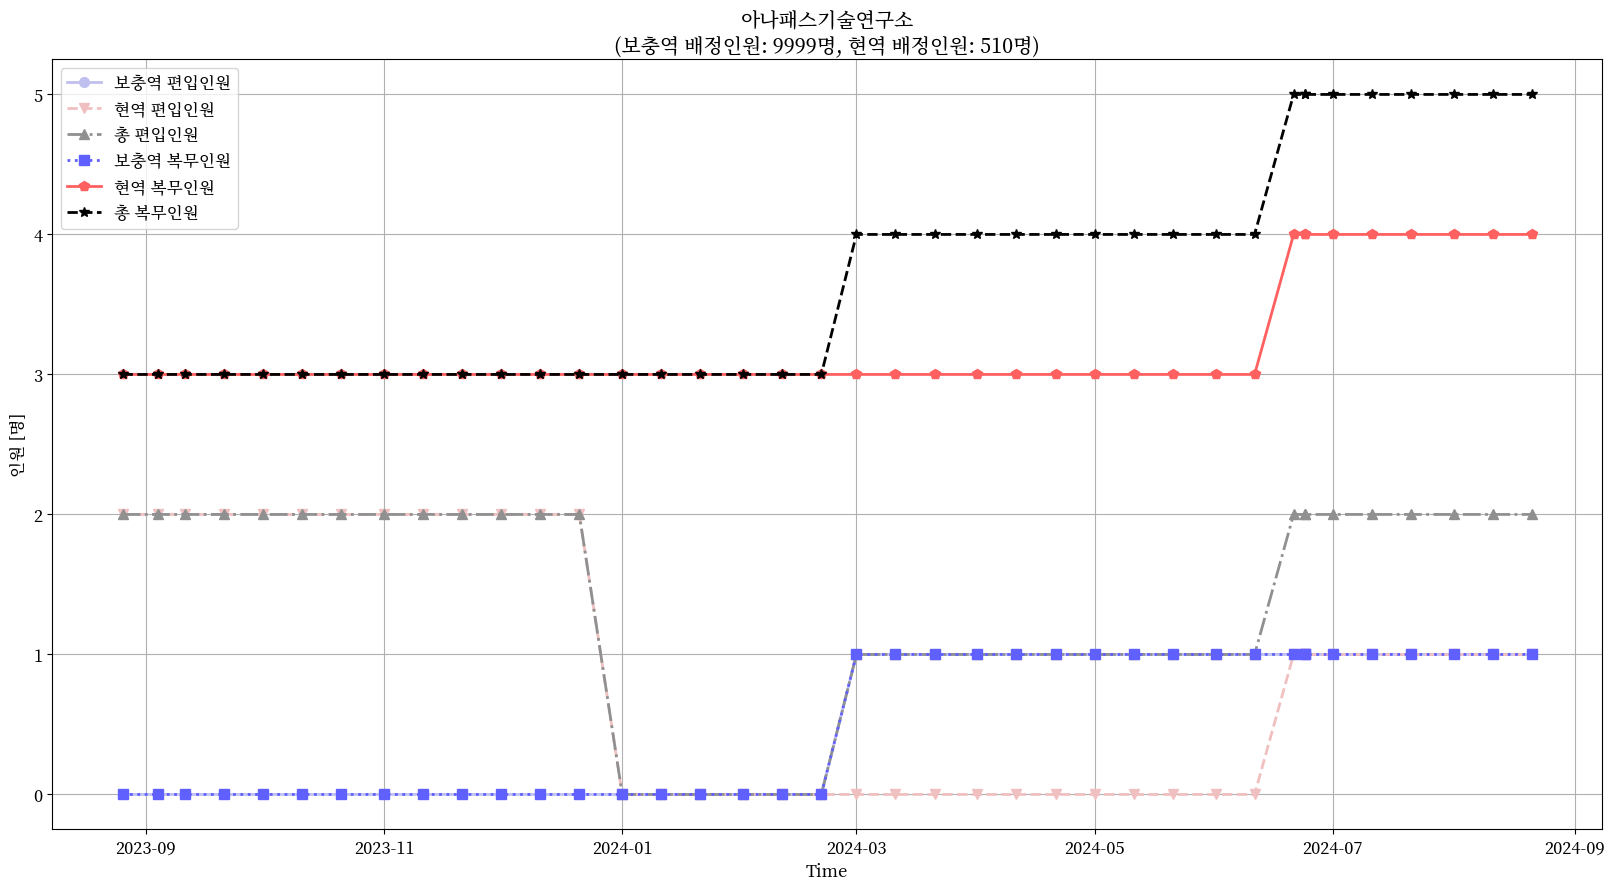 아나패스기술연구소
(보충역 배정인원: 9999명, 현역 배정인원: 510명)
보충역 편입인원
현역 편입인원
총 편입인원
보충역 복무인원
현역 복무인원
총 복무인원
인원 [명]
5
4
3
2
1
0
2023-09
2023-11
2024-01
2024-03
2024-05
2024-07
2024-09
Time